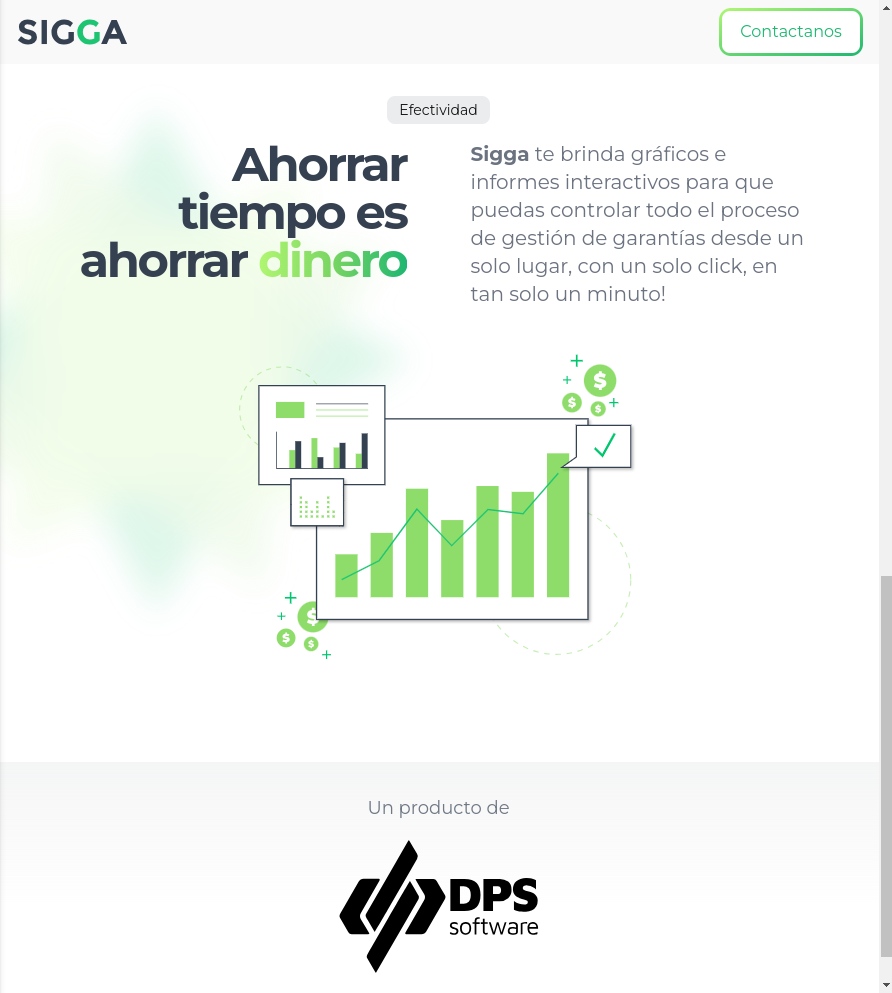 SIGGA
Contactanos
Efectividad
Ahorrar
tiempo es
ahorrar dinero
Sigga te brinda gráficos e
informes interactivos para que
puedas controlar todo el proceso
de gestión de garantías desde un
solo lugar, con un solo click, en
tan solo un minuto!
$
$
$
$
$
$
Un producto de
DPS
software